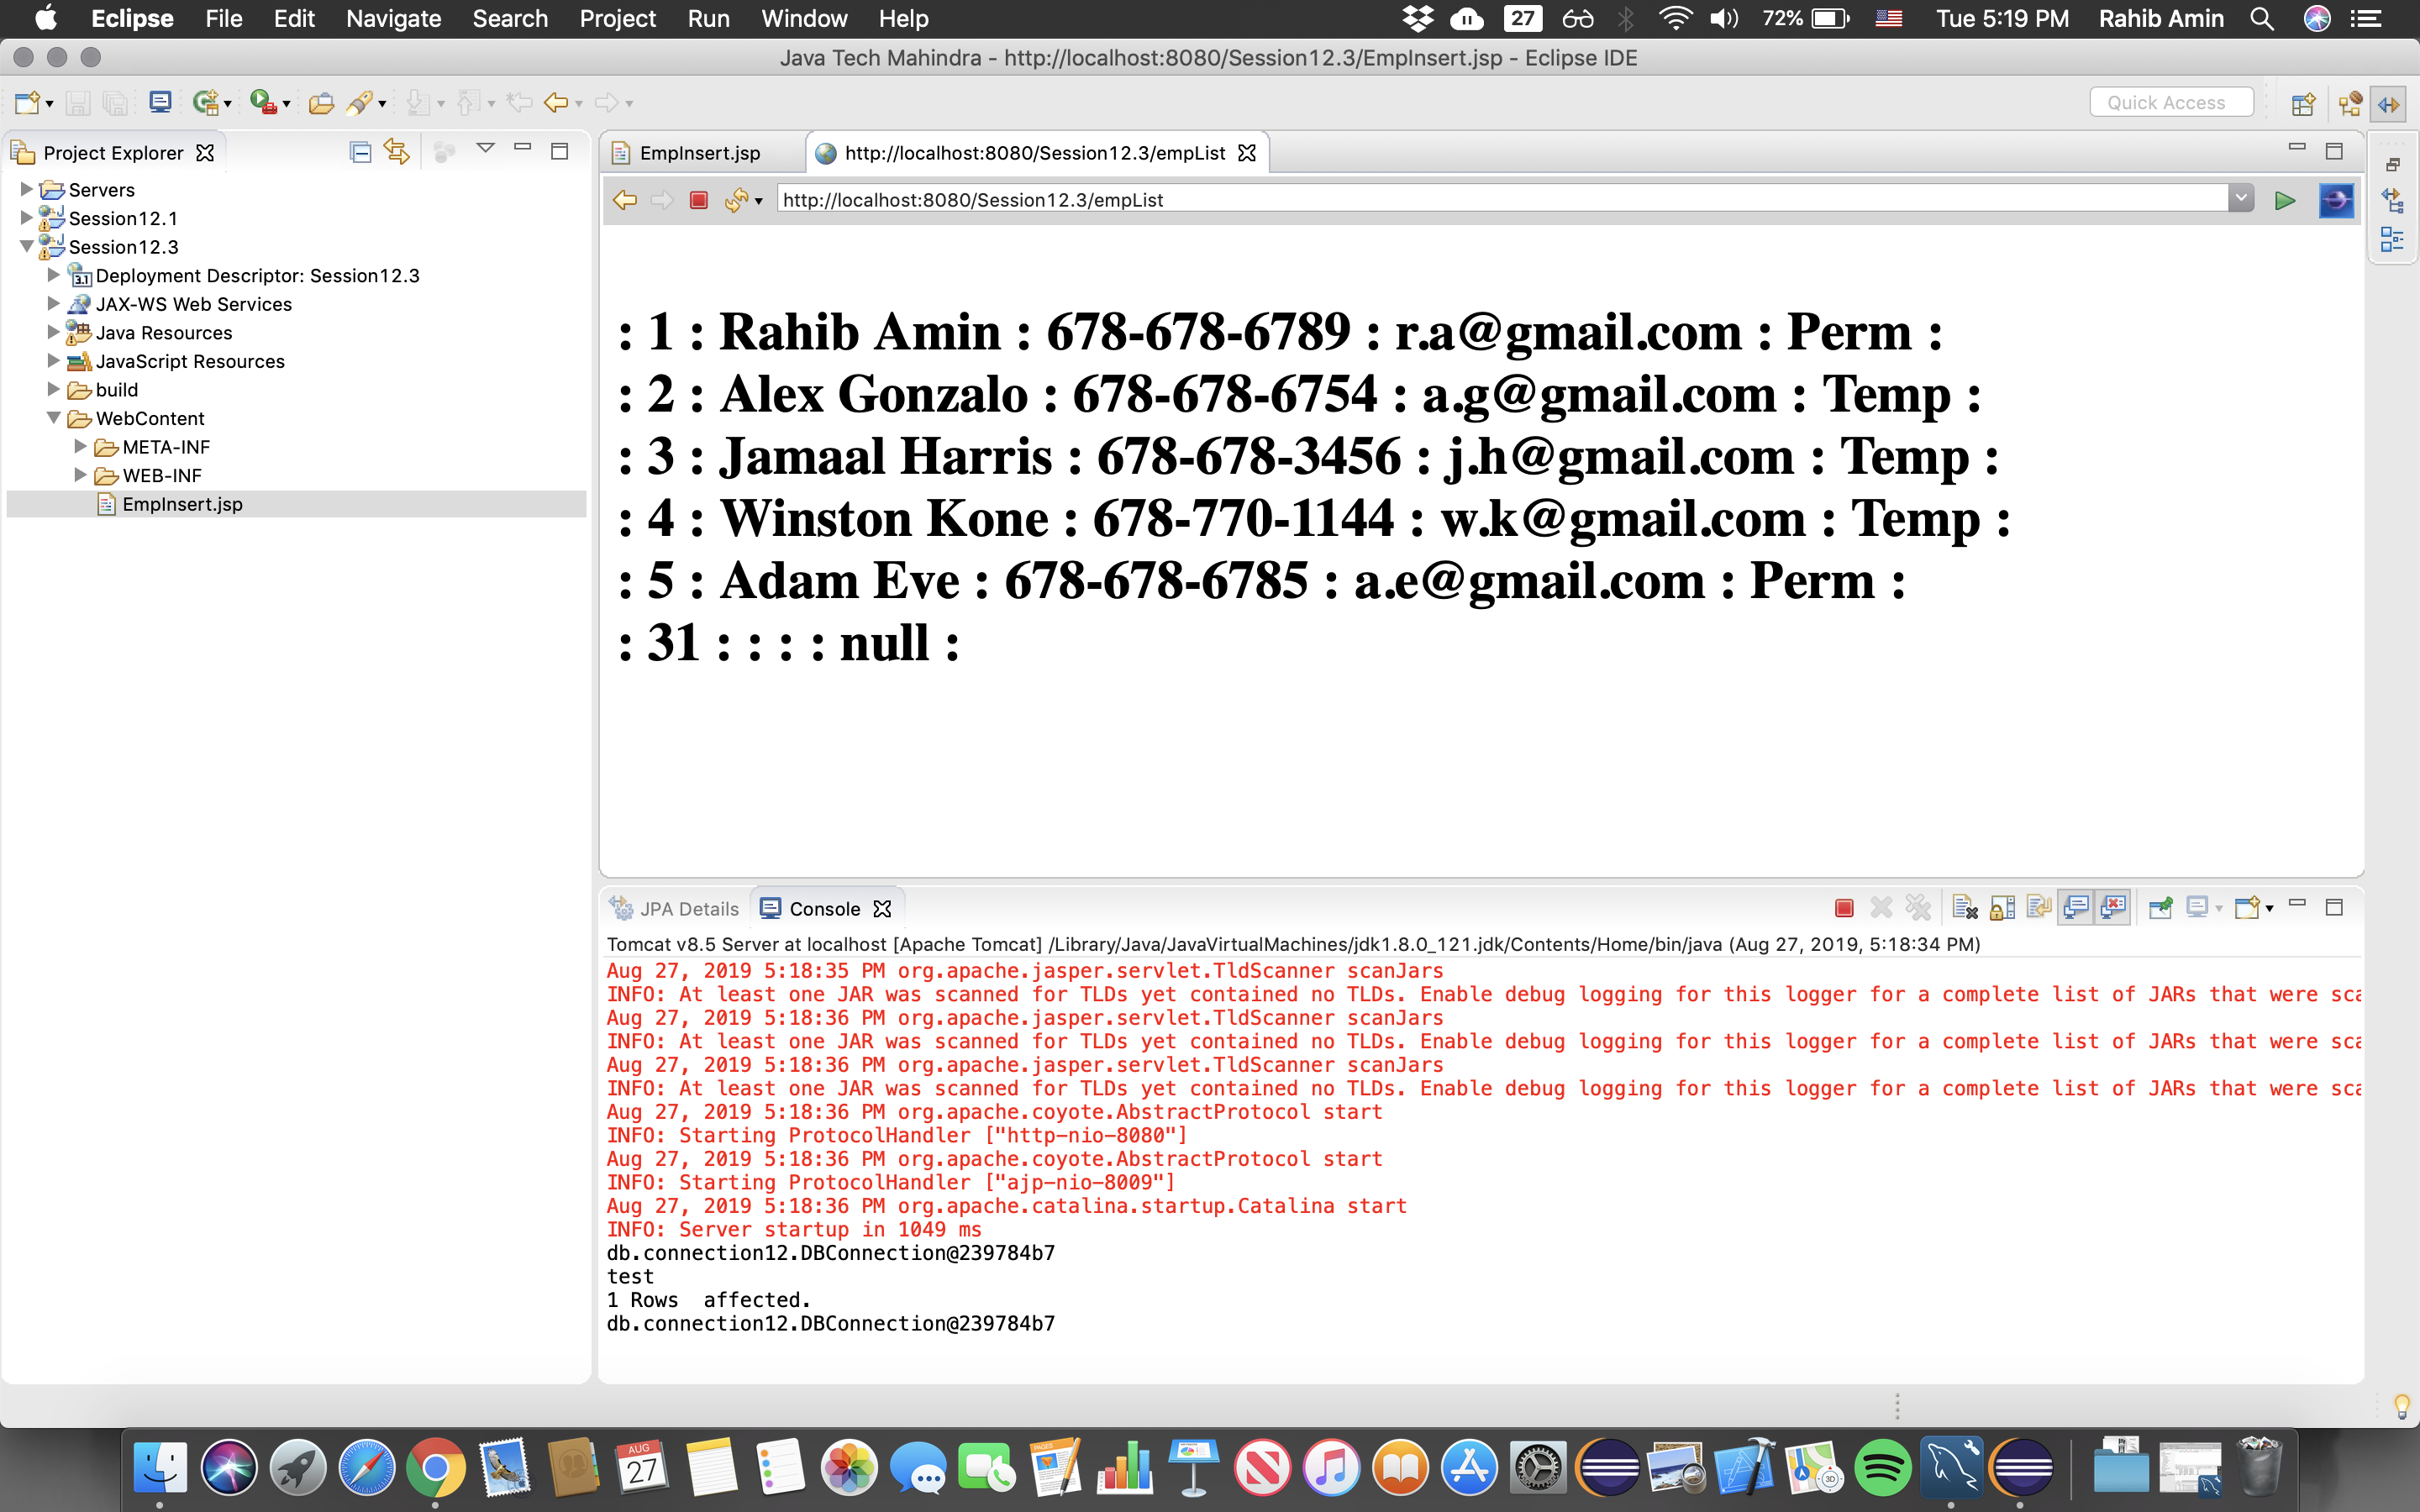 Eclipse File Edit Navigate Search Project Run Window Help 27 72% Tue 5:19 PM Rahib Amin
Java Tech Mahindra - http://localhost:8080/Session12.3/EmpInsert.jsp - Eclipse IDE
Quick Access
Project Explorer
Servers
Session12.1
Session12.3
Deployment Descriptor: Session12.3
JAX-WS Web Services
Java Resources
JavaScript Resources
build
WebContent
META-INF
WEB-INF
EmpInsert.jsp
EmpInsert.jsp http://localhost:8080/Session12.3/empList
http://localhost:8080/Session12.3/empList
: 1 : Rahib Amin : 678-678-6789 : r.a@gmail.com : Perm :
: 2 : Alex Gonzalo : 678-678-6754 : a.g@gmail.com : Temp :
: 3 : Jamaal Harris : 678-678-3456 : j.h@gmail.com : Temp :
: 4 : Winston Kone : 678-770-1144 : w.k@gmail.com : Temp :
: 5 : Adam Eve : 678-678-6785 : a.e@gmail.com : Perm :
: 31 : : : : null :
JPA Details Console
Tomcat v8.5 Server at localhost [Apache Tomcat] /Library/Java/JavaVirtualMachines/jdk1.8.0_121.jdk/Contents/Home/bin/java (Aug 27, 2019, 5:18:34 PM)
Aug 27, 2019 5:18:35 PM org.apache.jasper.servlet.TldScanner scanJars
INFO: At least one JAR was scanned for TLDs yet contained no TLDs. Enable debug logging for this logger for a complete list of JARs that were sca
Aug 27, 2019 5:18:36 PM org.apache.jasper.servlet.TldScanner scanJars
INFO: At least one JAR was scanned for TLDs yet contained no TLDs. Enable debug logging for this logger for a complete list of JARs that were sca
Aug 27, 2019 5:18:36 PM org.apache.jasper.servlet.TldScanner scanJars
INFO: At least one JAR was scanned for TLDs yet contained no TLDs. Enable debug logging for this logger for a complete list of JARs that were sca
Aug 27, 2019 5:18:36 PM org.apache.coyote.AbstractProtocol start
INFO: Starting ProtocolHandler ["http-nio-8080"]
Aug 27, 2019 5:18:36 PM org.apache.coyote.AbstractProtocol start
INFO: Starting ProtocolHandler ["ajp-nio-8009"]
Aug 27, 2019 5:18:36 PM org.apache.catalina.startup.Catalina start
INFO: Server startup in 1049 ms
db.connection12.DBConnection@239784b7
test
1 Rows  affected.
db.connection12.DBConnection@239784b7
AUG
27
PAGES
3D